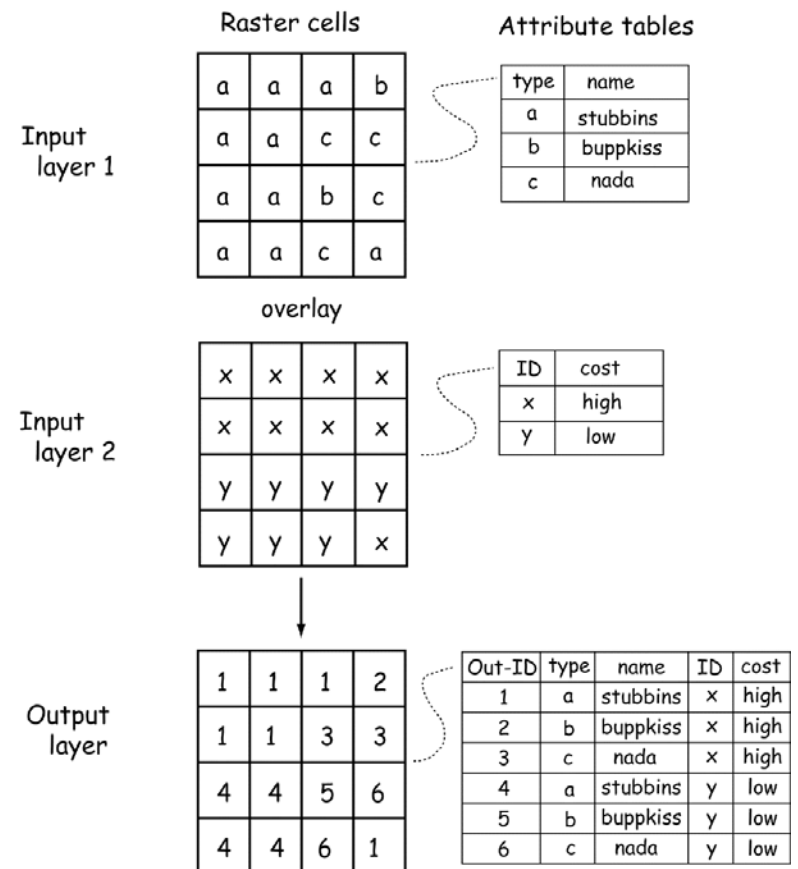 Raster cells Attribute tables
Input layer 1
a a a b
a a c c
a a b c
a a c a
type name
a stubbins
b buppkiss
c nada
overlay
Input layer 2
x x x x
x x x x
y y y y
y y y x
ID cost
x high
y low
Output layer
1 1 1 2
1 1 3 3
4 4 5 6
4 4 6 1
Out-ID type name ID cost
1 a stubbins x high
2 b buppkiss x high
3 c nada x high
4 a stubbins y low
5 b buppkiss y low
6 c nada y low